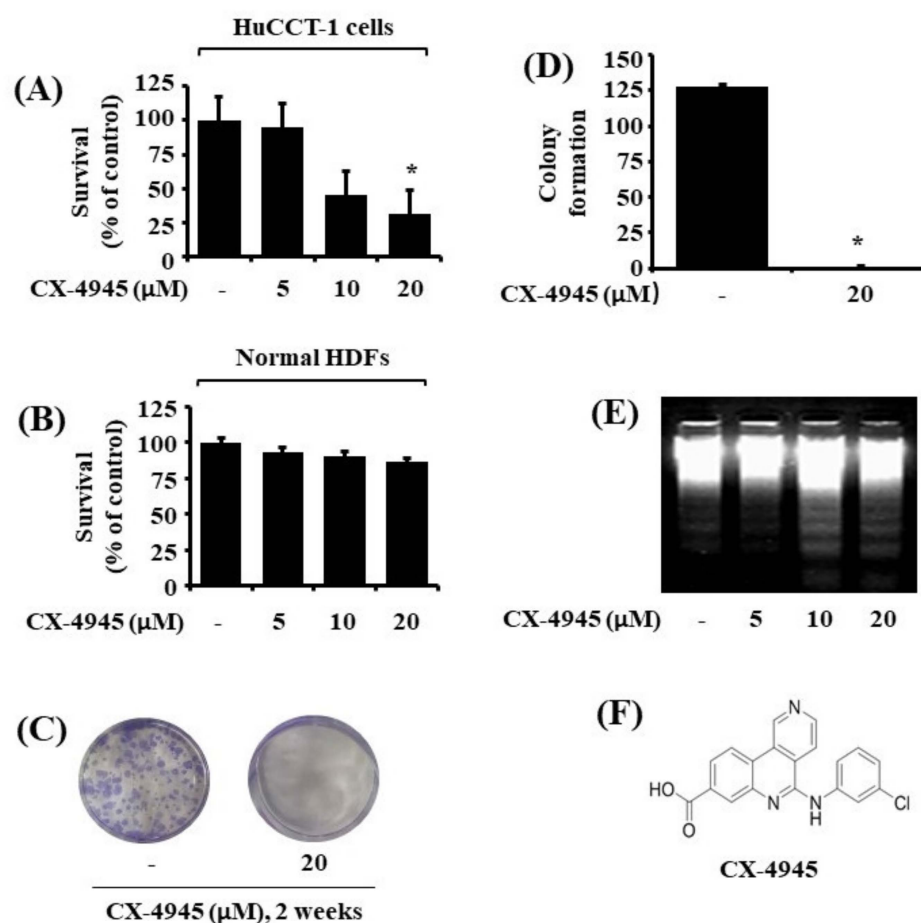 HuCCT-1 cells
(A)
Survival
(% of control)
125
100
75
50
25
0
*
CX-4945 (μM) - 5 10 20
(D)
Colony
formation
150
125
100
75
50
25
0
*
CX-4945 (μM) - 20
Normal HDFs
(B)
Survival
(% of control)
125
100
75
50
25
0
CX-4945 (μM) - 5 10 20
(E)
CX-4945 (μM) - 5 10 20
(C)
- 20
CX-4945 (μM), 2 weeks
(F)
N
HO
O
N
N
H
Cl
CX-4945